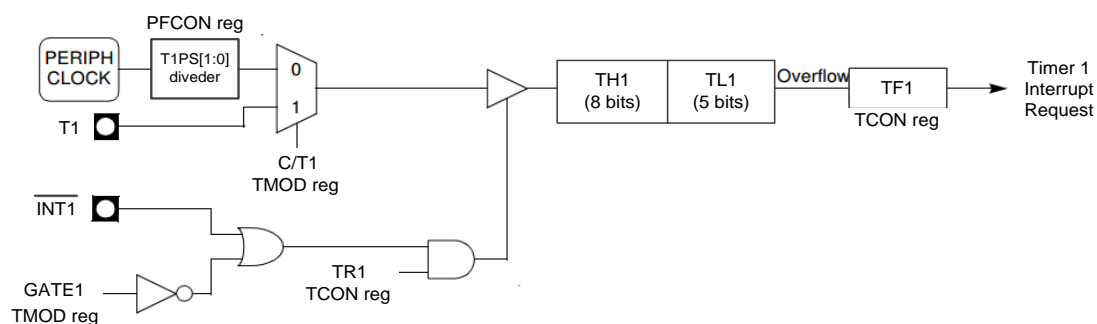 PFCON reg
PERIPH
CLOCK
T1PS[1:0]
diveder
0
1
T1
C/T1
TMOD reg
TH1
(8 bits)
TL1
(5 bits)
Overflow
TF1
TCON reg
Timer 1
Interrupt
Request
INT1
TR1
TCON reg
GATE1
TMOD reg